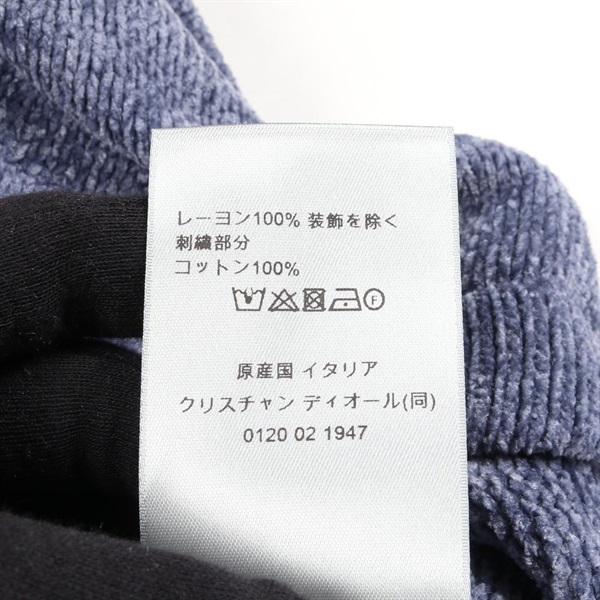 レーヨン100% 装飾を除く
刺繍部分
コットン100%
F
原産国 イタリア
クリスチャン ディオール(同)
0120 02 1947